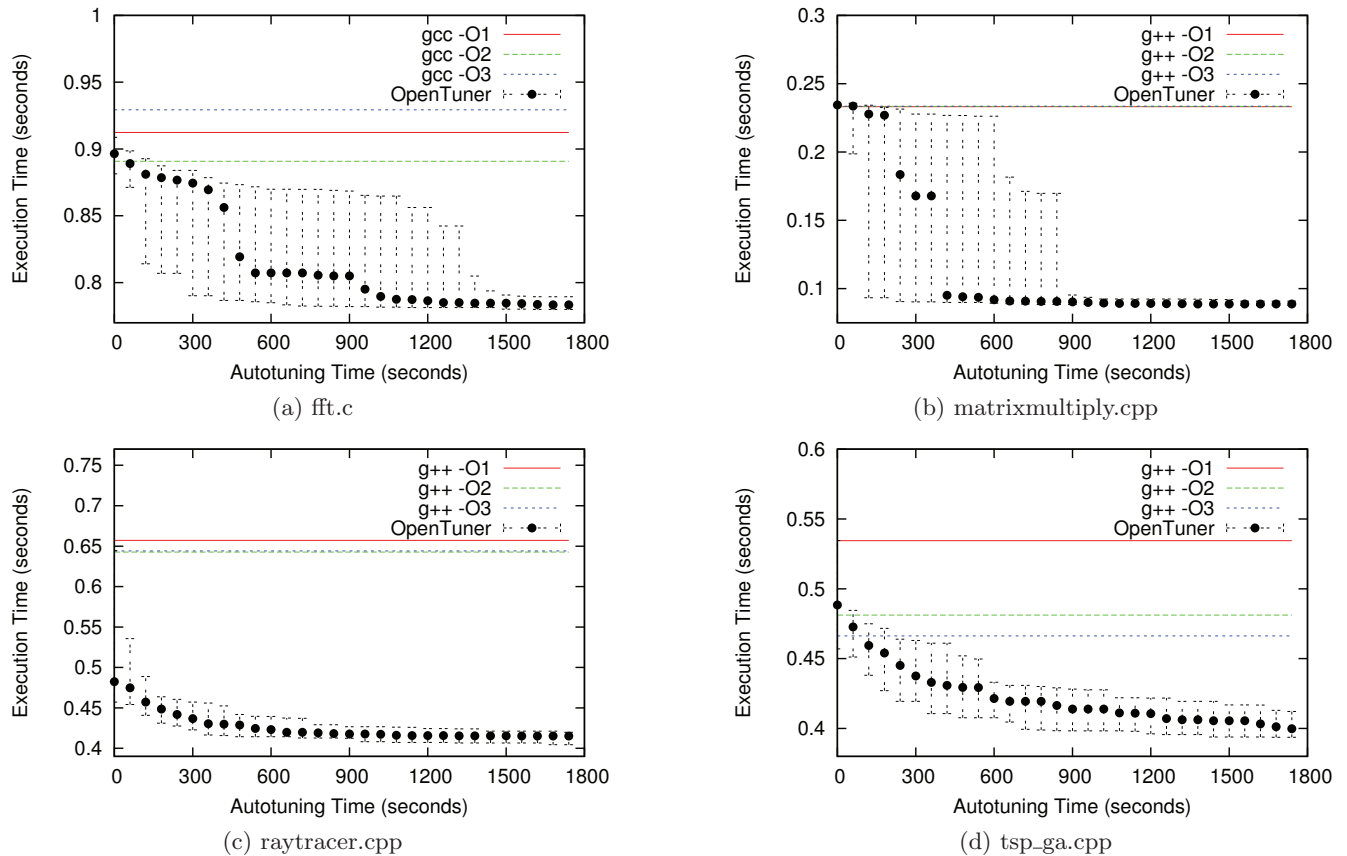 1
0.95
0.9
0.85
0.8
Execution Time (seconds)
gcc -O1
gcc -O2
gcc -O3
OpenTuner
0 300 600 900 1200 1500 1800
Autotuning Time (seconds)
(a) fft.c
0.3
0.25
0.2
0.15
0.1
Execution Time (seconds)
g++ -O1
g++ -O2
g++ -O3
OpenTuner
0 300 600 900 1200 1500 1800
Autotuning Time (seconds)
(b) matrixmultiply.cpp
0.75
0.7
0.65
0.6
0.55
0.5
0.45
0.4
Execution Time (seconds)
g++ -O1
g++ -O2
g++ -O3
OpenTuner
0 300 600 900 1200 1500 1800
Autotuning Time (seconds)
(c) raytracer.cpp
0.6
0.55
0.5
0.45
0.4
Execution Time (seconds)
g++ -O1
g++ -O2
g++ -O3
OpenTuner
0 300 600 900 1200 1500 1800
Autotuning Time (seconds)
(d) tsp_ga.cpp